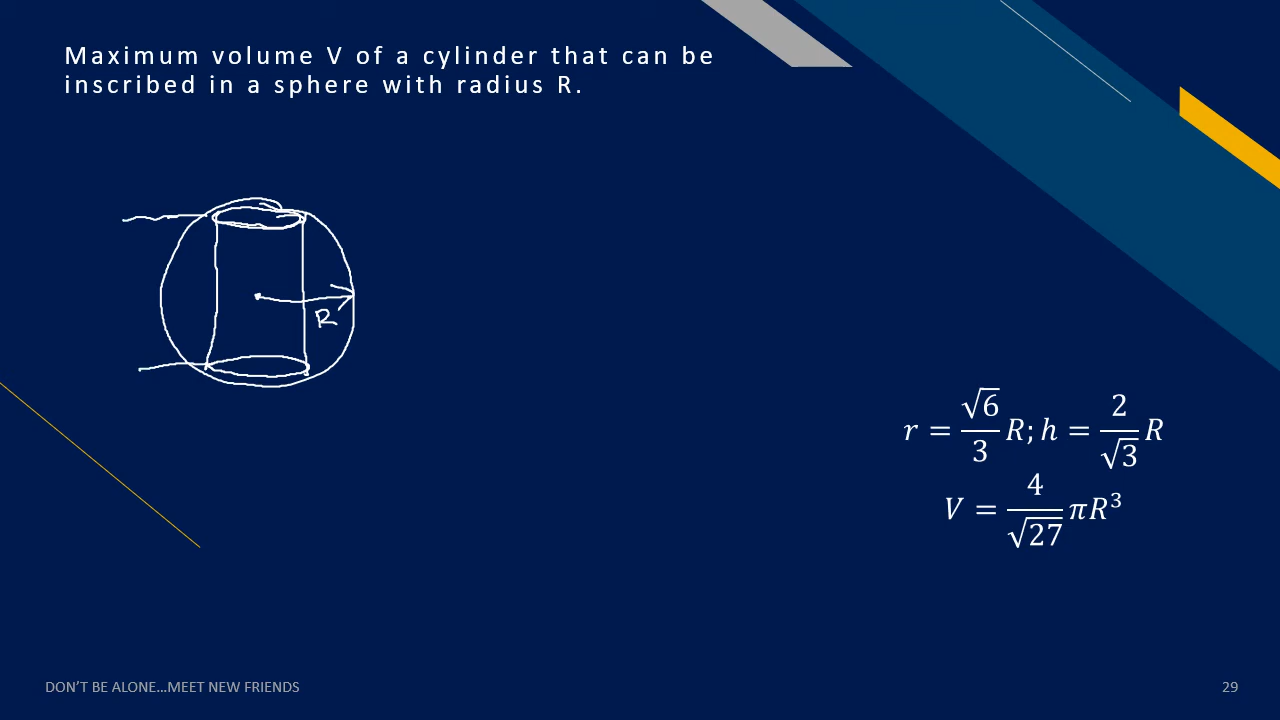 Maximum volume V of a cylinder that can be
inscribed in a sphere with radius R.
R
r = √6/3 R; h = 2/√3 R
V = 4/√27 πR³
DON'T BE ALONE…MEET NEW FRIENDS
29